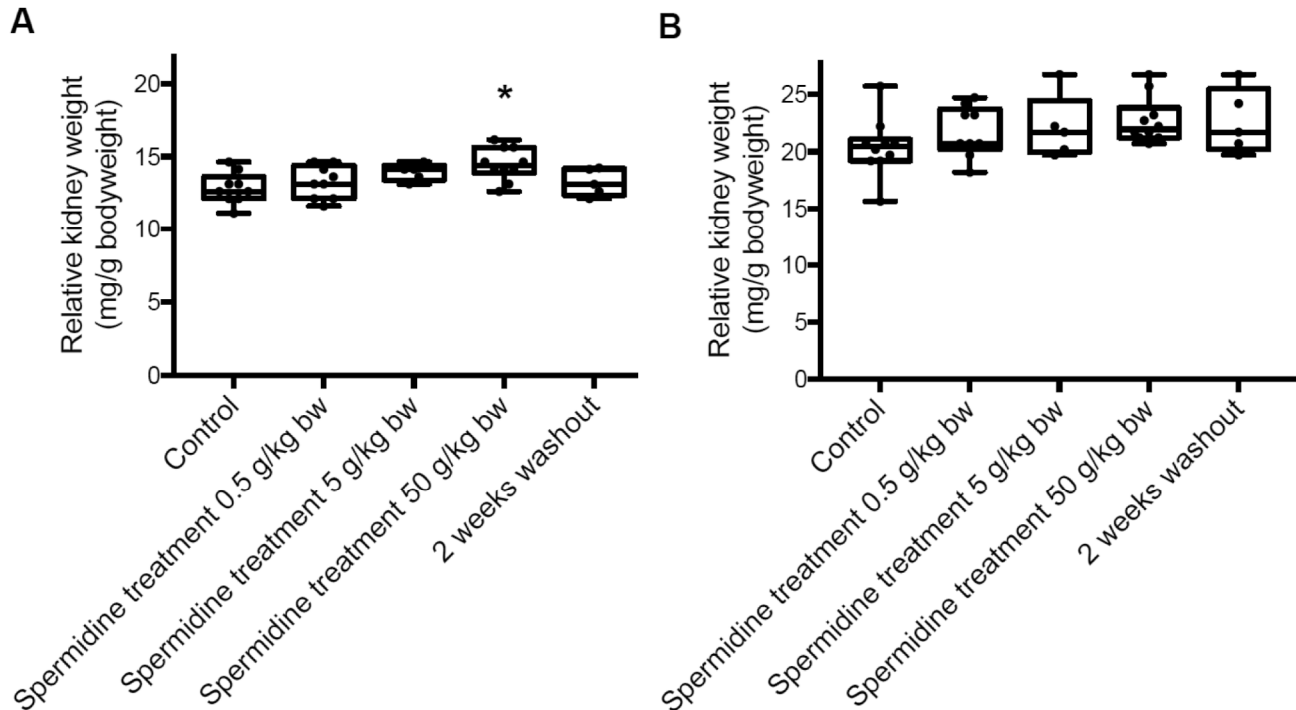 A
Relative kidney weight
(mg/g bodyweight)
20
15
10
5
0
*
Control
Spermidine treatment 0.5 g/kg bw
Spermidine treatment 5 g/kg bw
Spermidine treatment 50 g/kg bw
2 weeks washout
B
Relative kidney weight
(mg/g bodyweight)
25
20
15
10
5
0
Control
Spermidine treatment 0.5 g/kg bw
Spermidine treatment 5 g/kg bw
Spermidine treatment 50 g/kg bw
2 weeks washout